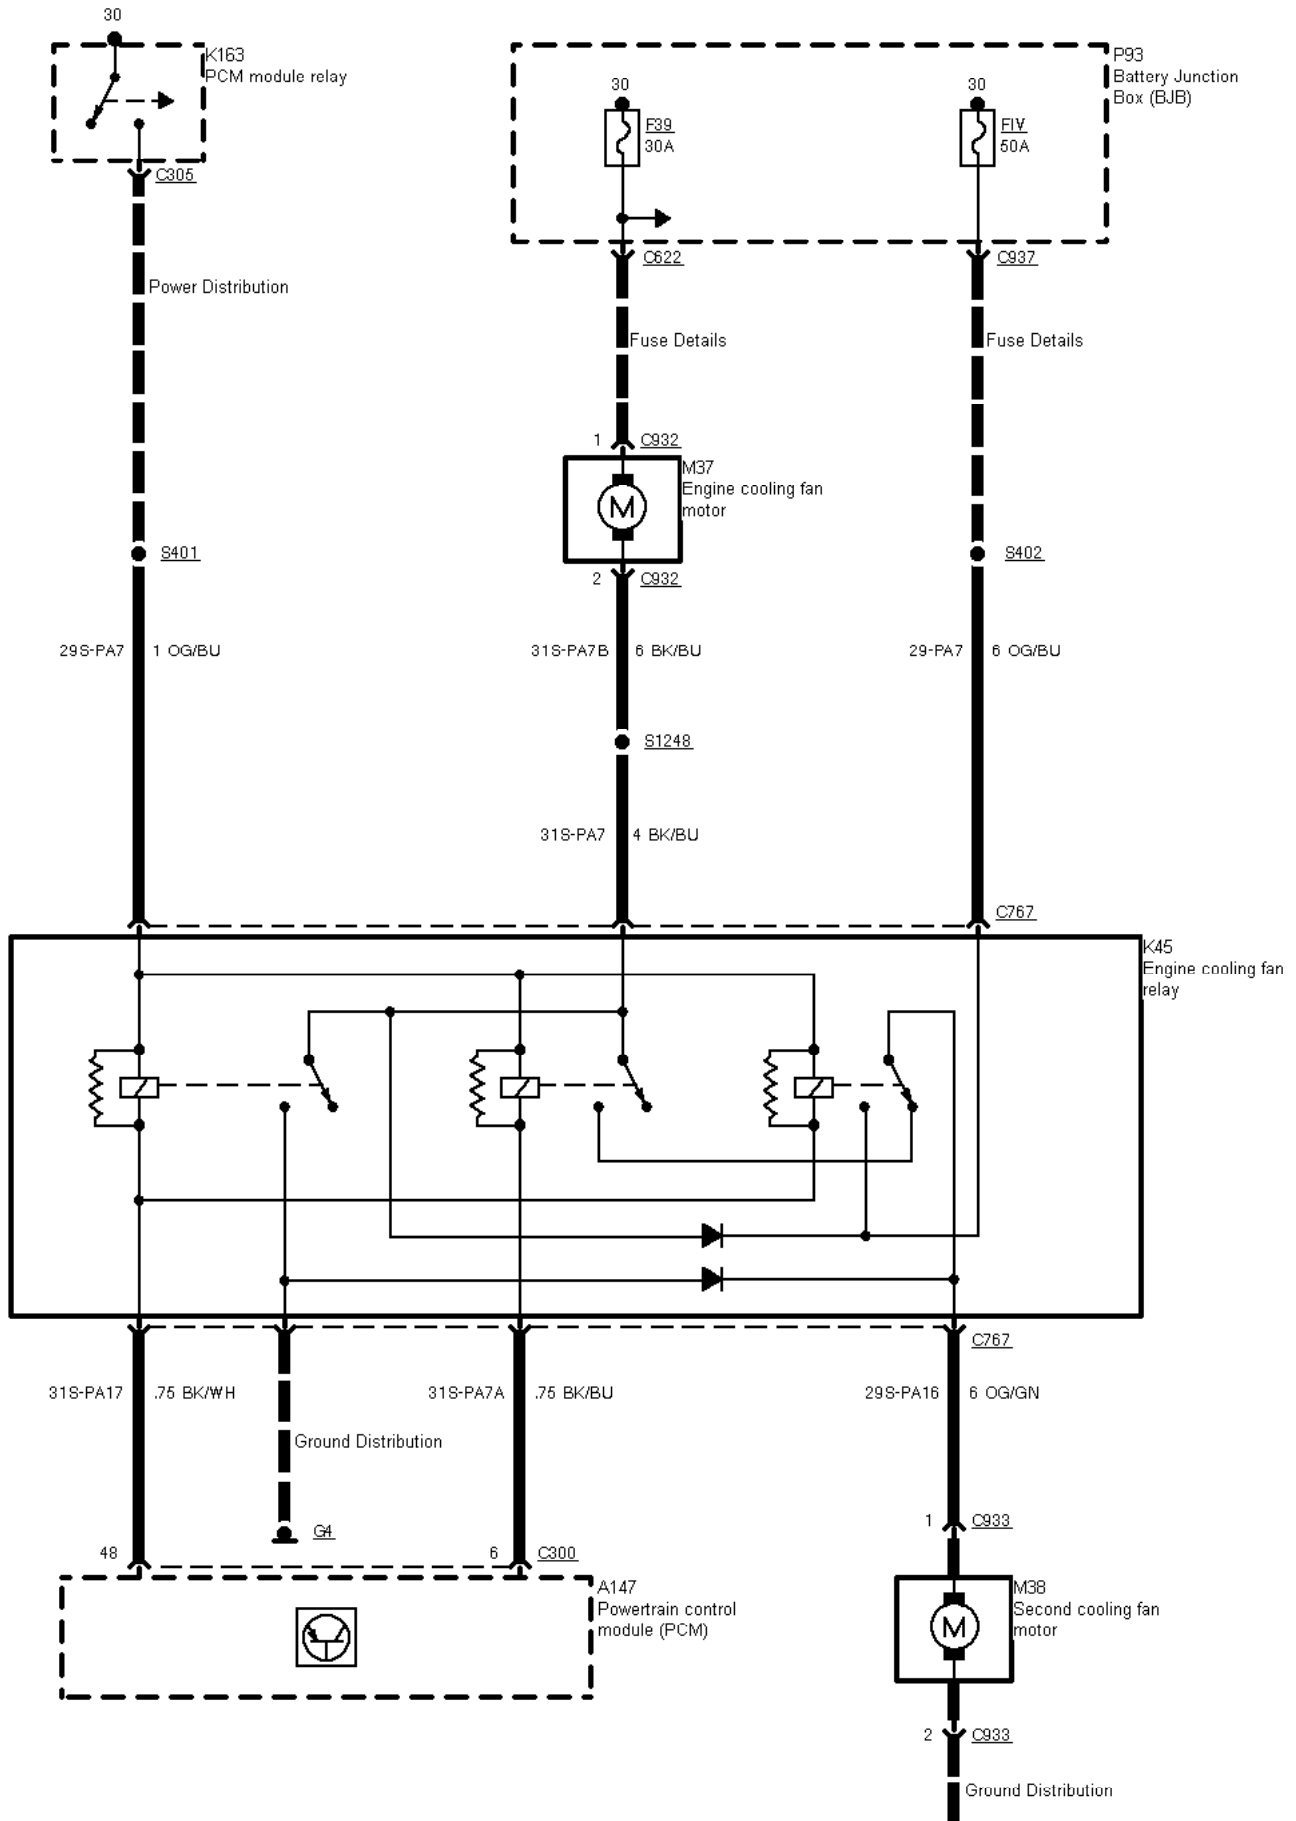 30
K163
PCM module relay
C305
Power Distribution
P93
Battery Junction
Box (BJB)
30
F39
30A
30
FIV
50A
C622
C937
Fuse Details
Fuse Details
1
C932
M37
Engine cooling fan
motor
M
2
C932
S401
S402
29S-PA7
1 OG/BU
31S-PA7B
6 BK/BU
29-PA7
6 OG/BU
S1248
31S-PA7
4 BK/BU
C767
K45
Engine cooling fan
relay
C767
31S-PA17
.75 BK/WH
31S-PA7A
.75 BK/BU
29S-PA16
6 OG/GN
Ground Distribution
G4
1
C933
48
6
C300
A147
Powertrain control
module (PCM)
M38
Second cooling fan
motor
M
2
C933
Ground Distribution